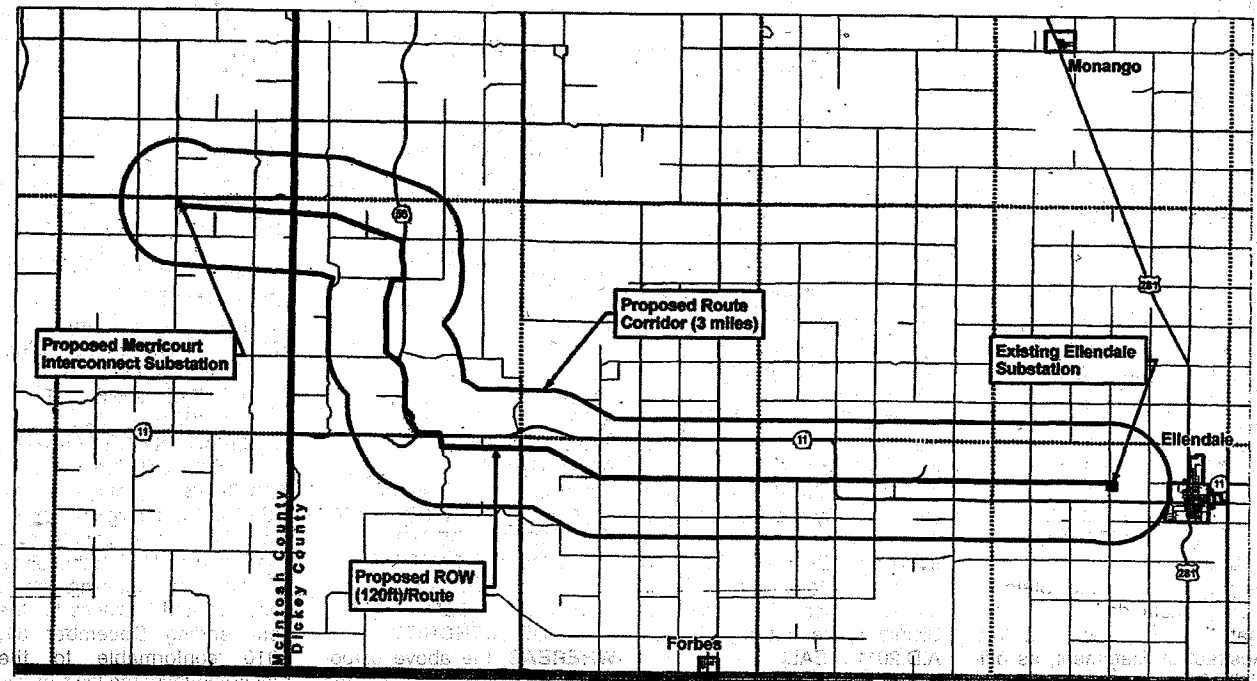 Monango
56
281
Proposed Route
Corridor (3 miles)
Proposed Merricourt
Interconnect Substation
Existing Ellendale
Substation
11
11
Ellendale
11
McIntosh County
Dickey County
Proposed ROW
(120ft)/Route
281
Forbes